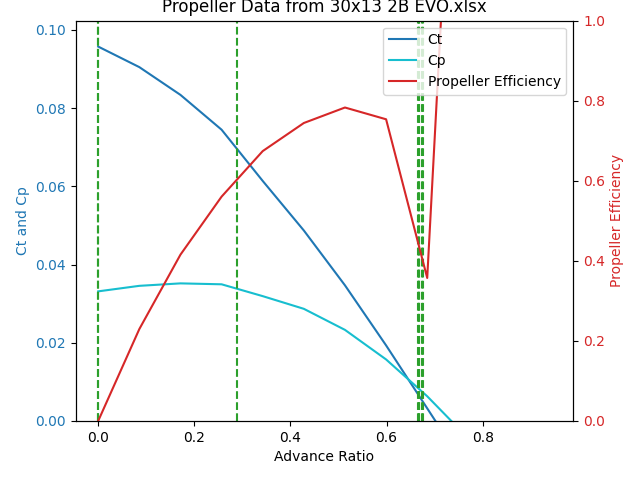 Propeller Data from 30x13 2B EVO.xlsx
Ct
Cp
Propeller Efficiency
0.10
0.08
0.06
0.04
0.02
0.00
Ct and Cp
1.0
0.8
0.6
0.4
0.2
0.0
Propeller Efficiency
0.0 0.2 0.4 0.6 0.8
Advance Ratio